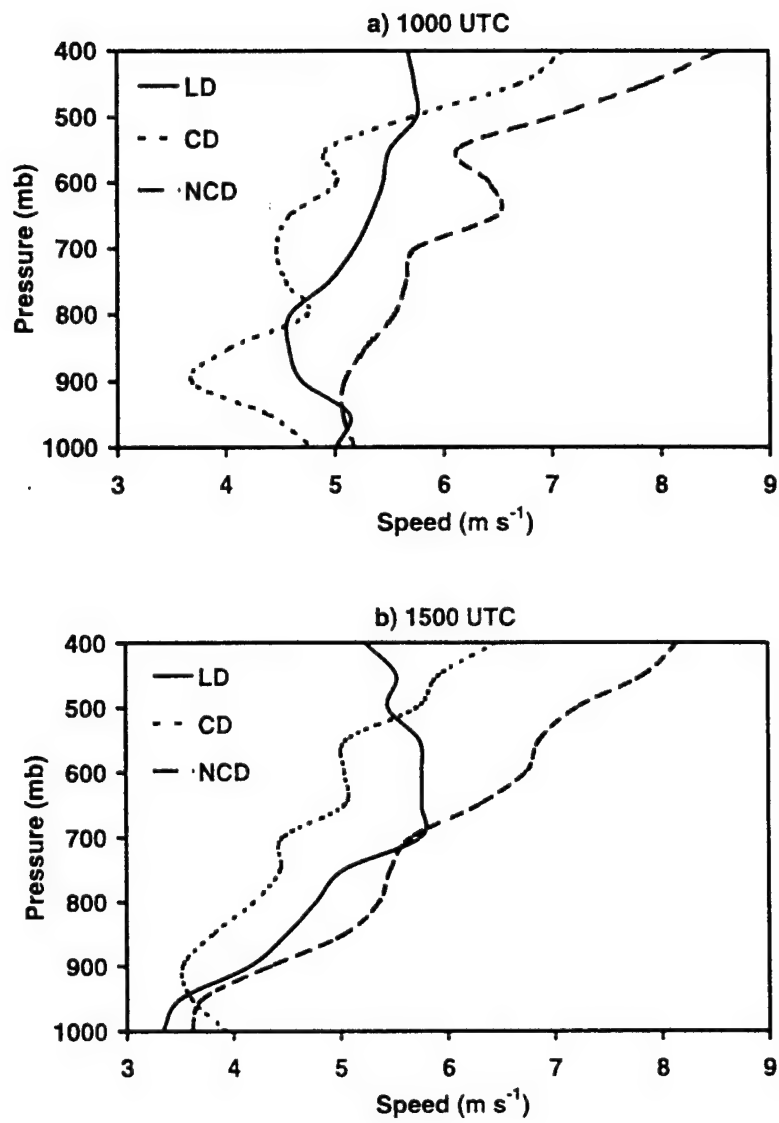 a) 1000 UTC
400
500
600
700
800
900
1000
Pressure (mb)
LD
CD
NCD
3 4 5 6 7 8 9
Speed (m s⁻¹)
b) 1500 UTC
400
500
600
700
800
900
1000
Pressure (mb)
LD
CD
NCD
3 4 5 6 7 8 9
Speed (m s⁻¹)